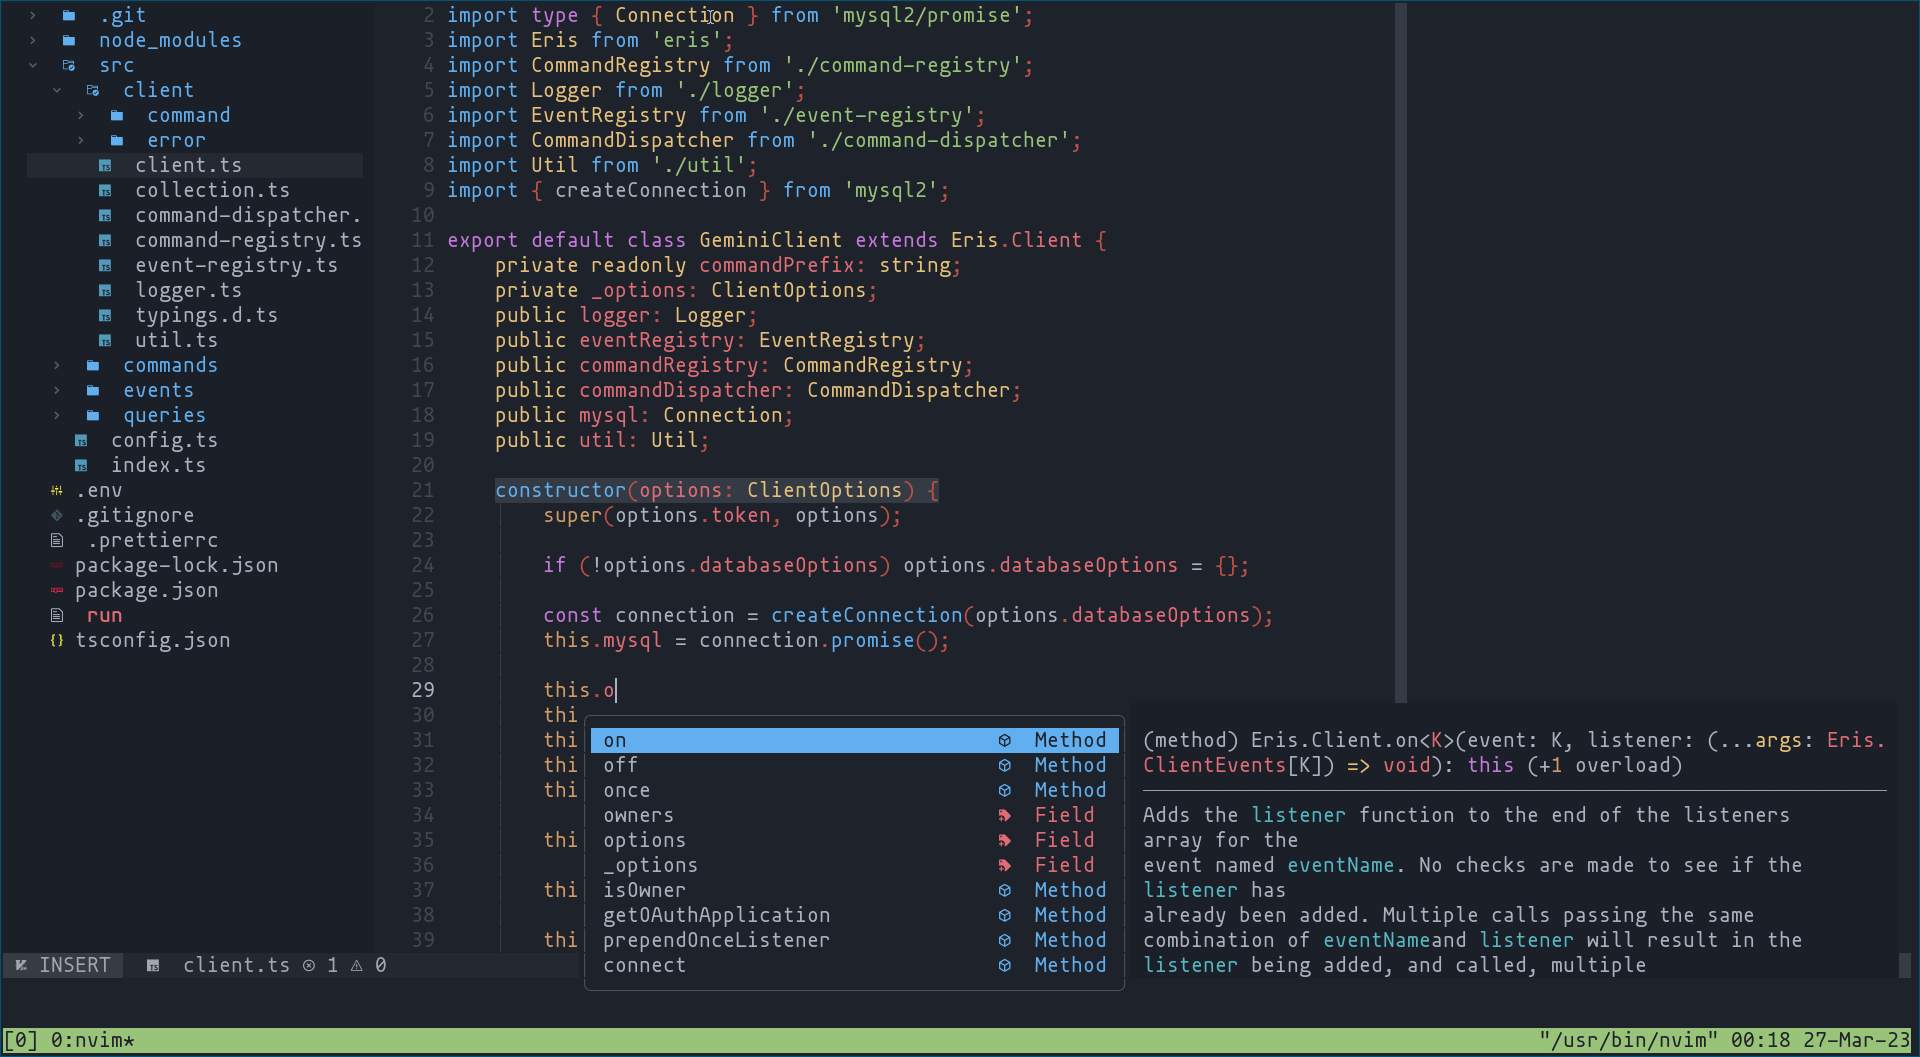 .git
node_modules
src
client
command
error
client.ts
collection.ts
command-dispatcher.
command-registry.ts
event-registry.ts
logger.ts
typings.d.ts
util.ts
commands
events
queries
config.ts
index.ts
.env
.gitignore
.prettierrc
package-lock.json
package.json
run
tsconfig.json
2 import type { Connection } from 'mysql2/promise';
3 import Eris from 'eris';
4 import CommandRegistry from './command-registry';
5 import Logger from './logger';
6 import EventRegistry from './event-registry';
7 import CommandDispatcher from './command-dispatcher';
8 import Util from './util';
9 import { createConnection } from 'mysql2';
10
11 export default class GeminiClient extends Eris.Client {
12 private readonly commandPrefix: string;
13 private _options: ClientOptions;
14 public logger: Logger;
15 public eventRegistry: EventRegistry;
16 public commandRegistry: CommandRegistry;
17 public commandDispatcher: CommandDispatcher;
18 public mysql: Connection;
19 public util: Util;
20
21 constructor(options: ClientOptions) {
22 super(options.token, options);
23
24 if (!options.databaseOptions) options.databaseOptions = {};
25
26 const connection = createConnection(options.databaseOptions);
27 this.mysql = connection.promise();
28
29 this.o
30 thi
31 thi
32 thi
33 thi
34
35 thi
36
37 thi
38
39 thi
on Method
off Method
once Method
owners Field
options Field
_options Field
isOwner Method
getOAuthApplication Method
prependOnceListener Method
connect Method
(method) Eris.Client.on<K>(event: K, listener: (...args: Eris.
ClientEvents[K]) => void): this (+1 overload)
Adds the listener function to the end of the listeners
array for the
event named eventName. No checks are made to see if the
listener has
already been added. Multiple calls passing the same
combination of eventNameand listener will result in the
listener being added, and called, multiple
INSERT TS client.ts 1 0
[0] 0:nvim* "/usr/bin/nvim" 00:18 27-Mar-23